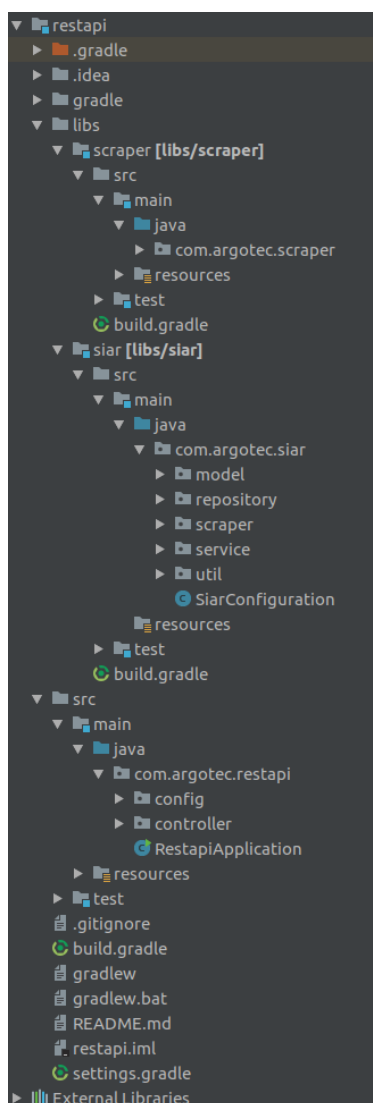 restapi
.gradle
.idea
gradle
libs
scraper [libs/scraper]
src
main
java
com.argotec.scraper
resources
test
build.gradle
siar [libs/siar]
src
main
java
com.argotec.siar
model
repository
scraper
service
util
SiarConfiguration
resources
test
build.gradle
src
main
java
com.argotec.restapi
config
controller
RestapiApplication
resources
test
.gitignore
build.gradle
gradlew
gradlew.bat
README.md
restapi.iml
settings.gradle
External Libraries